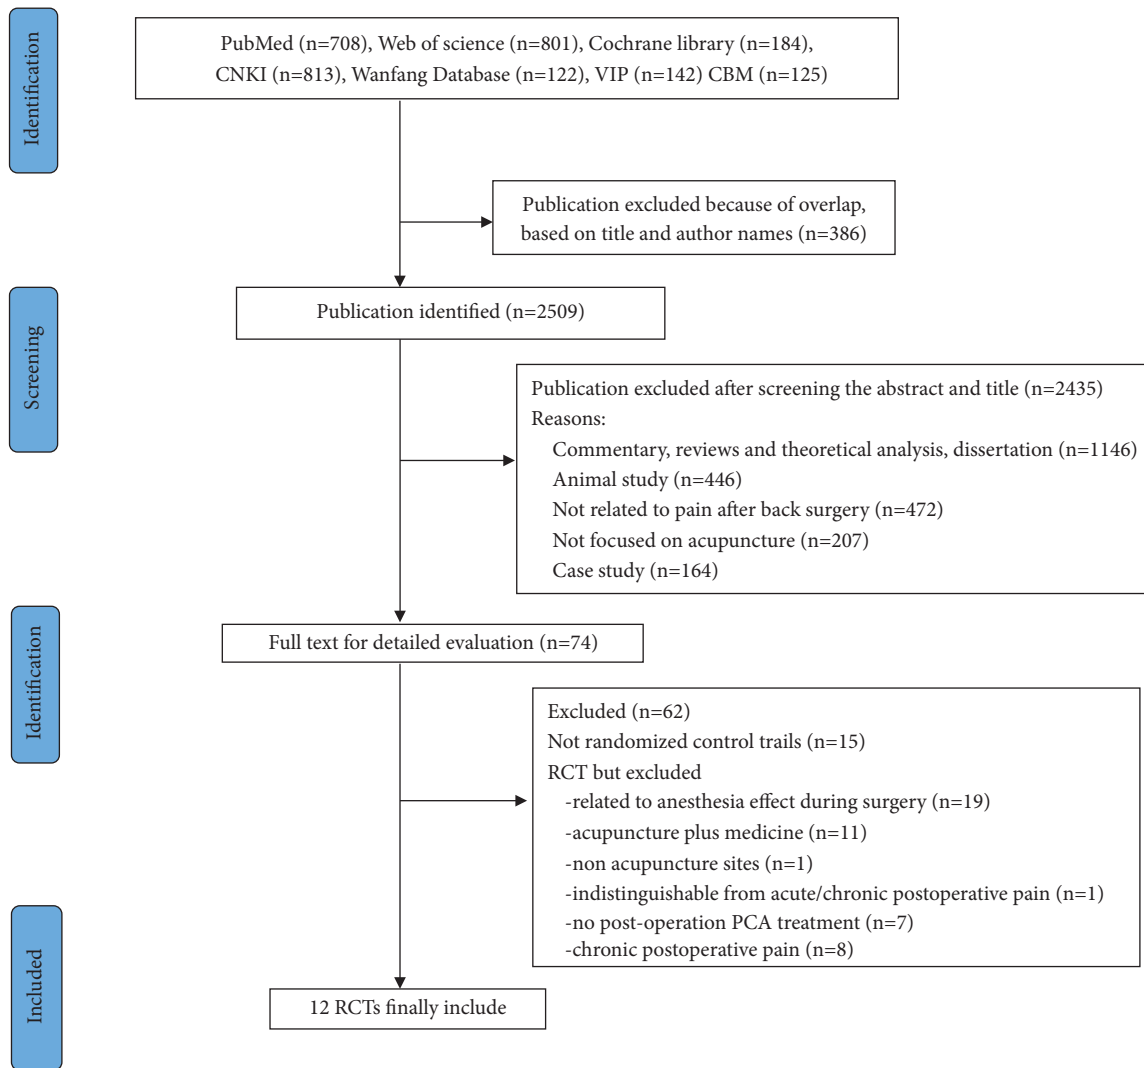 Identification
PubMed (n=708), Web of science (n=801), Cochrane library (n=184),
CNKI (n=813), Wanfang Database (n=122), VIP (n=142) CBM (n=125)
Publication excluded because of overlap,
based on title and author names (n=386)
Screening
Publication identified (n=2509)
Publication excluded after screening the abstract and title (n=2435)
Reasons:
Commentary, reviews and theoretical analysis, dissertation (n=1146)
Animal study (n=446)
Not related to pain after back surgery (n=472)
Not focused on acupuncture (n=207)
Case study (n=164)
Identification
Full text for detailed evaluation (n=74)
Excluded (n=62)
Not randomized control trails (n=15)
RCT but excluded
-related to anesthesia effect during surgery (n=19)
-acupuncture plus medicine (n=11)
-non acupuncture sites (n=1)
-indistinguishable from acute/chronic postoperative pain (n=1)
-no post-operation PCA treatment (n=7)
-chronic postoperative pain (n=8)
Included
12 RCTs finally include